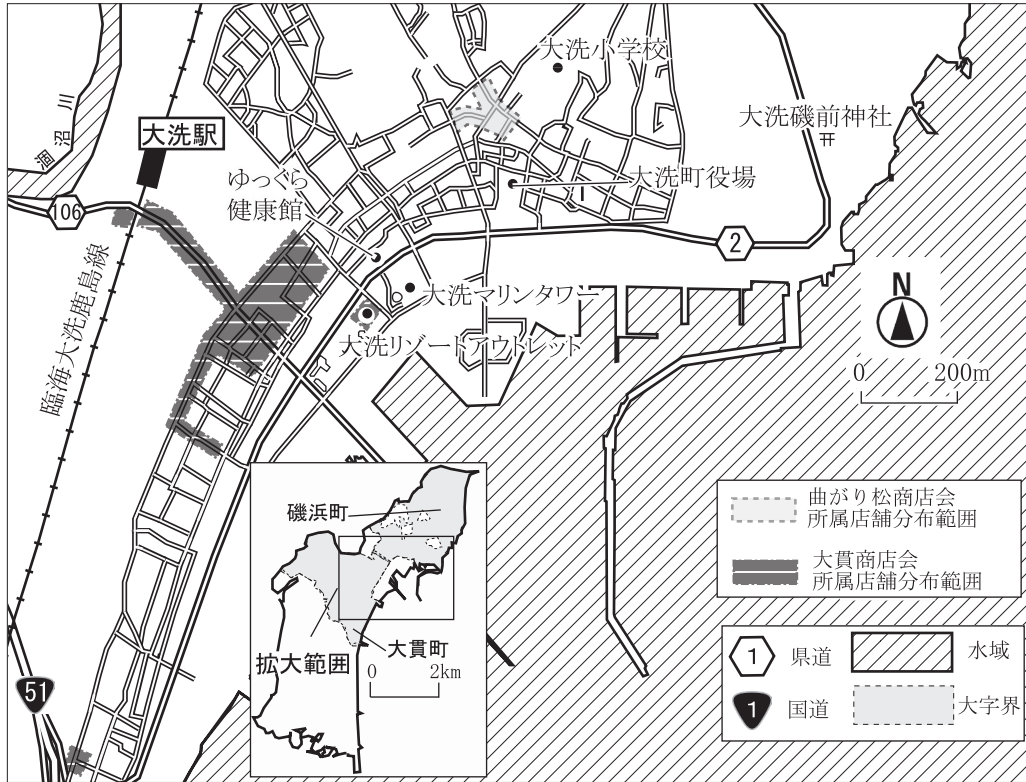 大洗小学校
涸沼川
大洗駅
大洗磯前神社
ゆっくら
健康館
大洗町役場
106
2
臨海大洗鹿島線
大洗マリンタワー
大洗リゾートアウトレット
N
0 200m
磯浜町
大貫町
拡大範囲
0 2km
51
曲がり松商店会
所属店舗分布範囲
大貫商店会
所属店舗分布範囲
1 県道 水域
1 国道 大字界